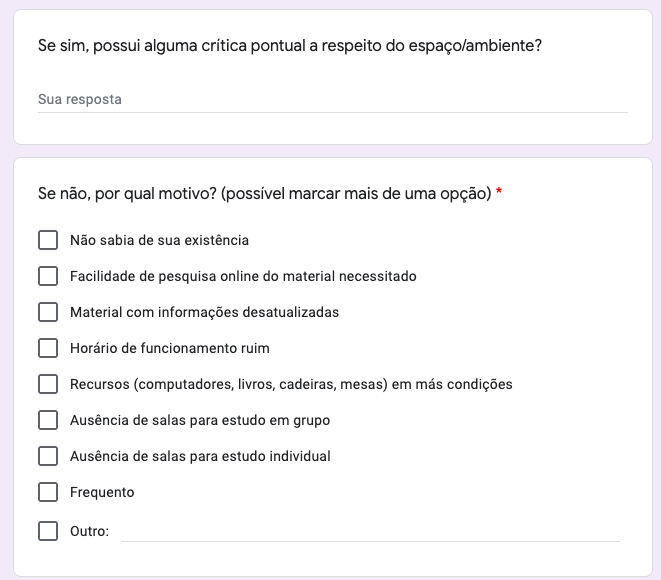 Se sim, possui alguma crítica pontual a respeito do espaço/ambiente?
Sua resposta
Se não, por qual motivo? (possível marcar mais de uma opção) *
Não sabia de sua existência
Facilidade de pesquisa online do material necessitado
Material com informações desatualizadas
Horário de funcionamento ruim
Recursos (computadores, livros, cadeiras, mesas) em más condições
Ausência de salas para estudo em grupo
Ausência de salas para estudo individual
Frequento
Outro: